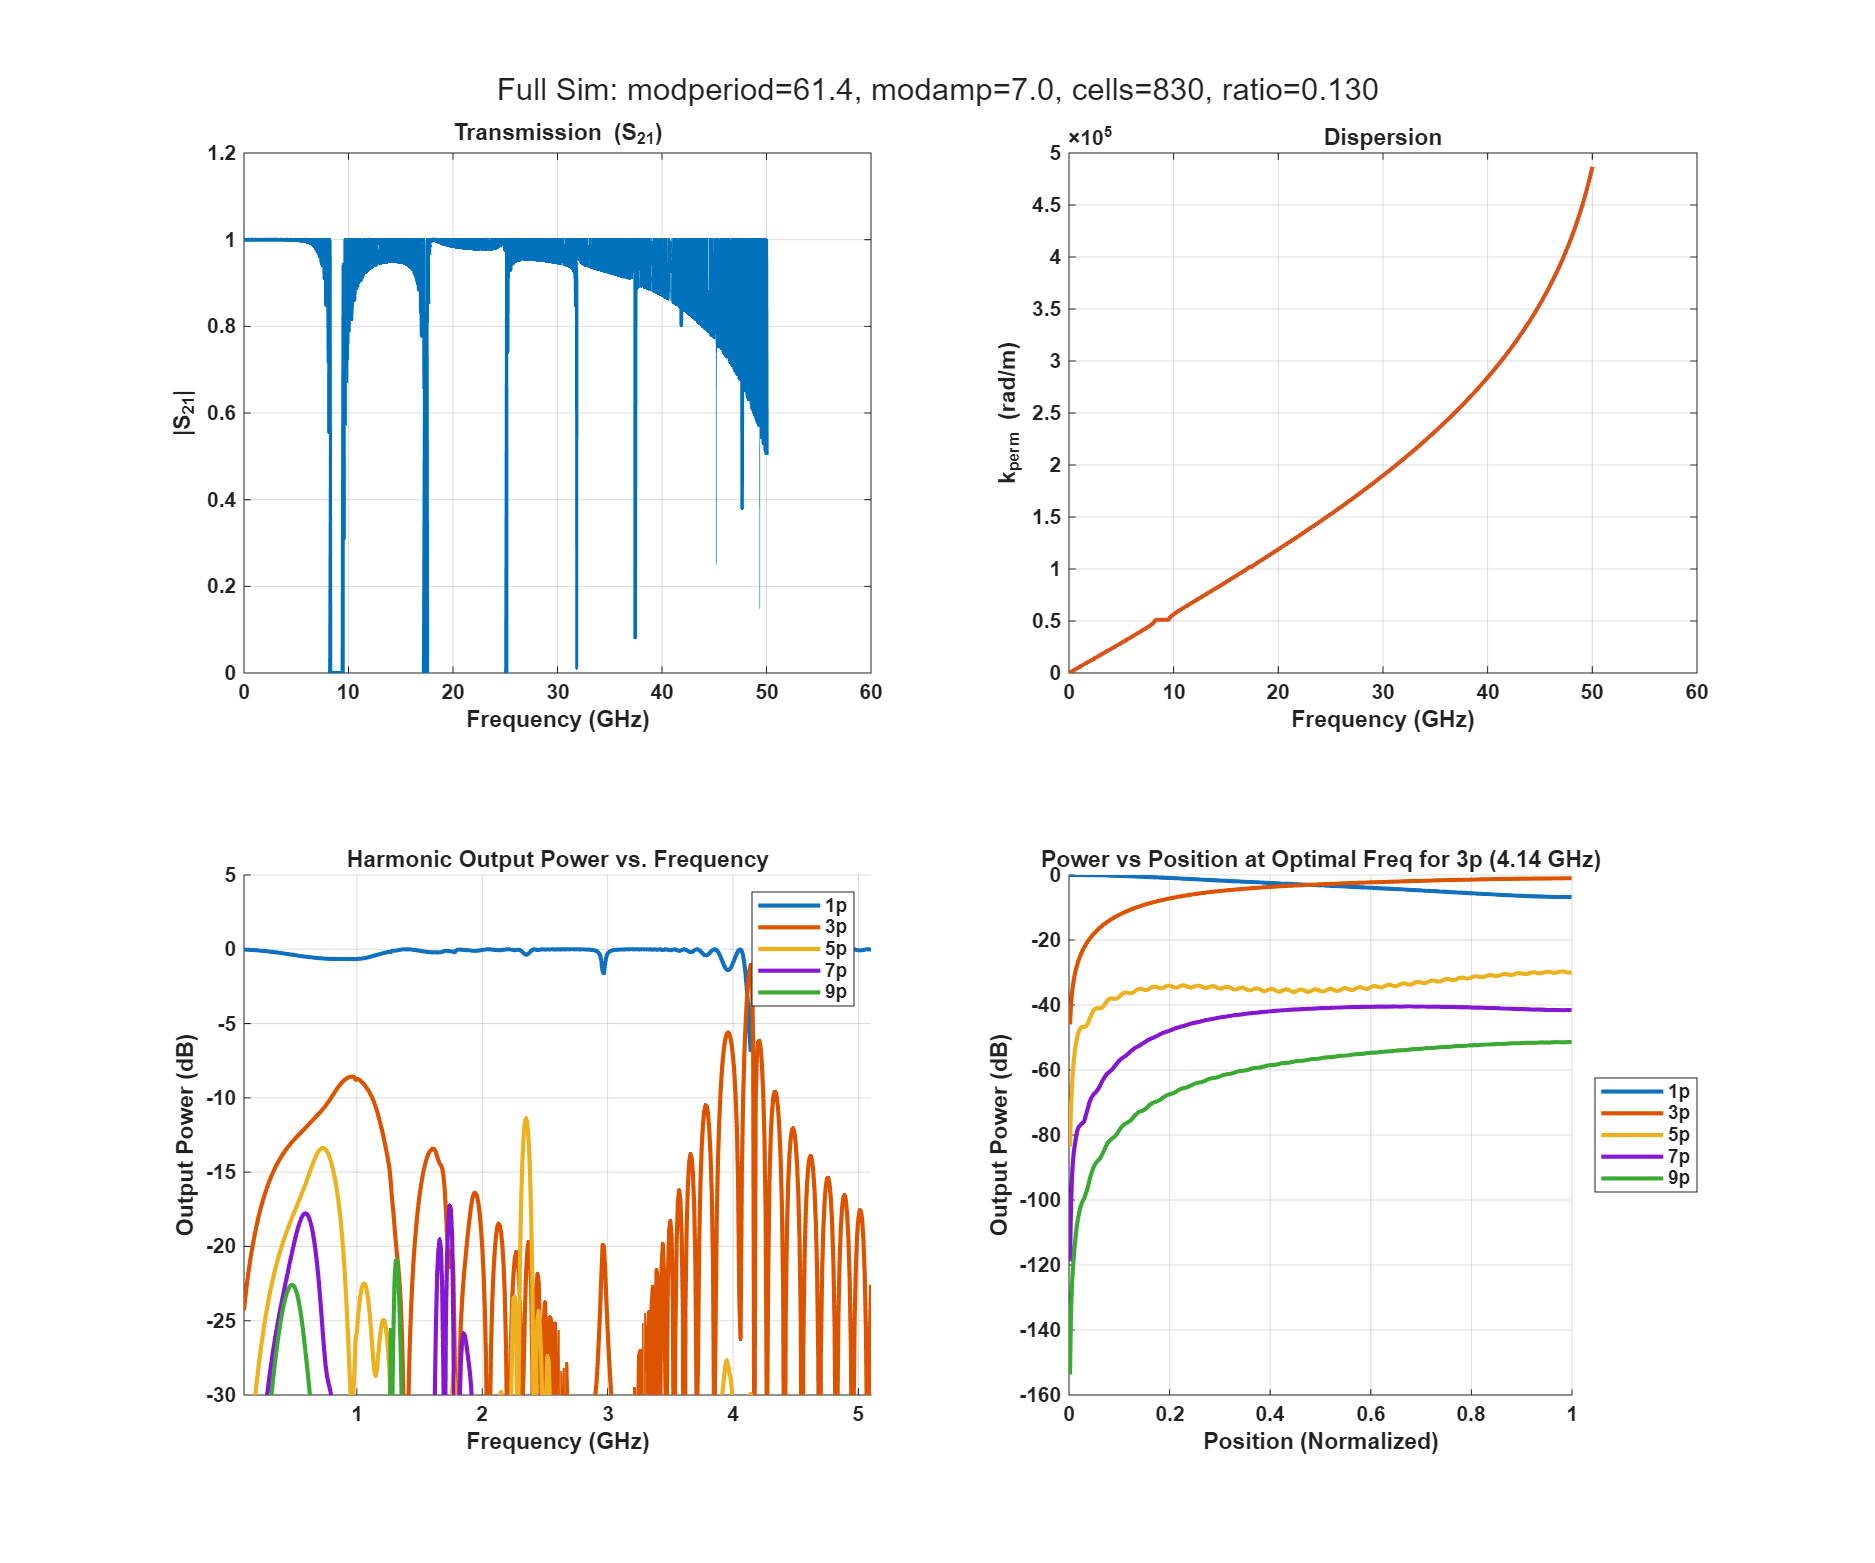 Full Sim: modperiod=61.4, modamp=7.0, cells=830, ratio=0.130
Transmission (S21)
1.2
1
0.8
0.6
0.4
0.2
0
|S21|
0 10 20 30 40 50 60
Frequency (GHz)
×10^5
Dispersion
5
4.5
4
3.5
3
2.5
2
1.5
1
0.5
0
kperm (rad/m)
0 10 20 30 40 50 60
Frequency (GHz)
Harmonic Output Power vs. Frequency
5
0
-5
-10
-15
-20
-25
-30
Output Power (dB)
1p
3p
5p
7p
9p
1 2 3 4 5
Frequency (GHz)
Power vs Position at Optimal Freq for 3p (4.14 GHz)
0
-20
-40
-60
-80
-100
-120
-140
-160
Output Power (dB)
1p
3p
5p
7p
9p
0 0.2 0.4 0.6 0.8 1
Position (Normalized)